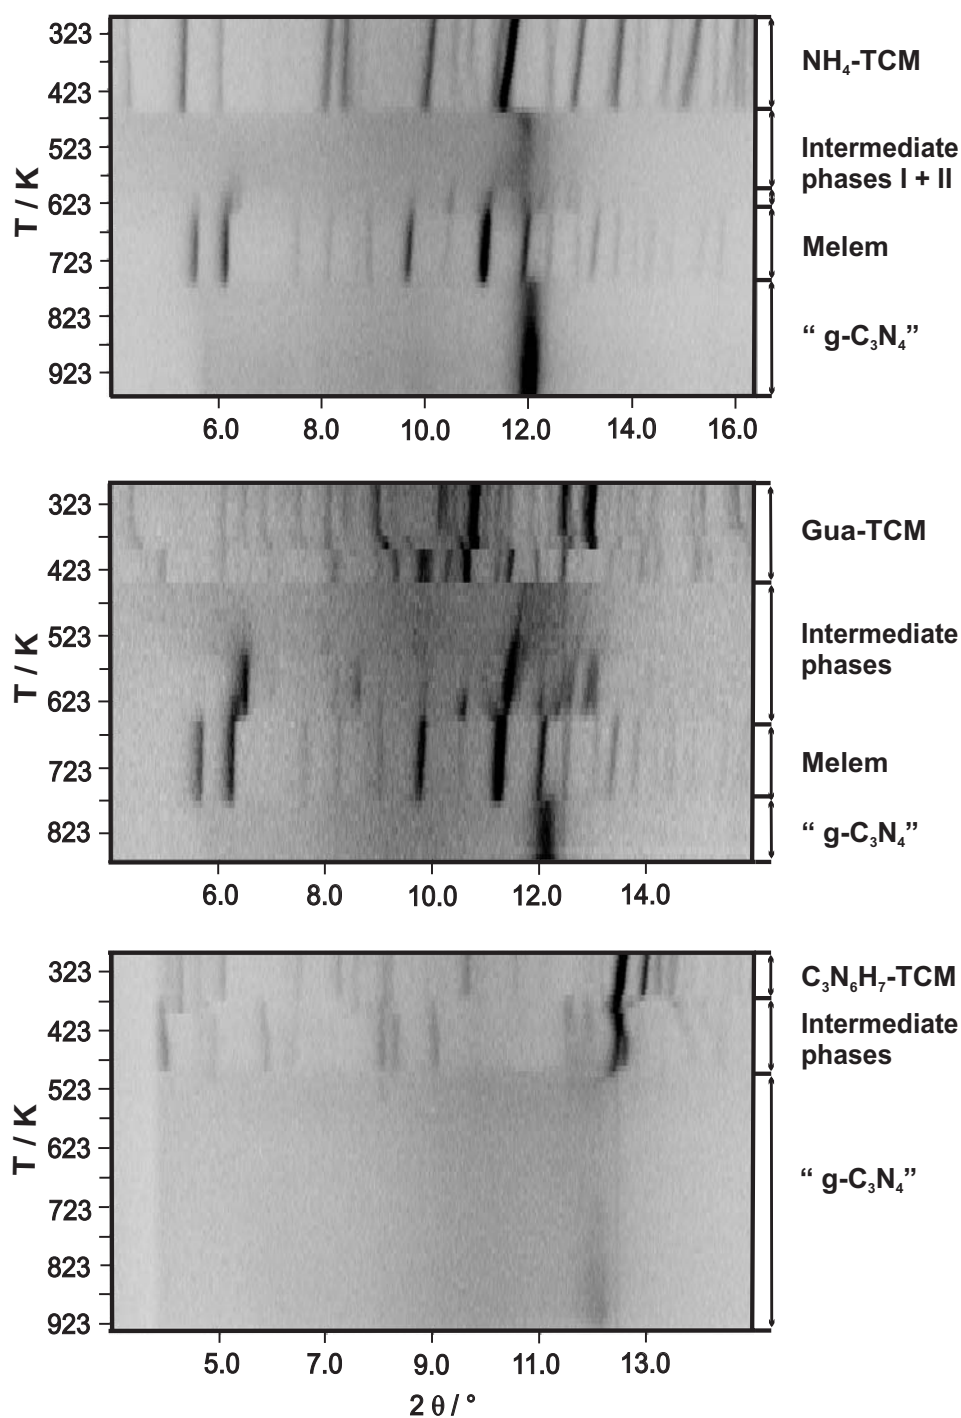 323
423
523
623
723
823
923
T / K
NH₄-TCM
Intermediate
phases I + II
Melem
“ g-C₃N₄”
6.0 8.0 10.0 12.0 14.0 16.0
323
423
523
623
723
823
T / K
Gua-TCM
Intermediate
phases
Melem
“ g-C₃N₄”
6.0 8.0 10.0 12.0 14.0
323
423
523
623
723
823
923
T / K
C₃N₆H₇-TCM
Intermediate
phases
“ g-C₃N₄”
5.0 7.0 9.0 11.0 13.0
2 θ / °